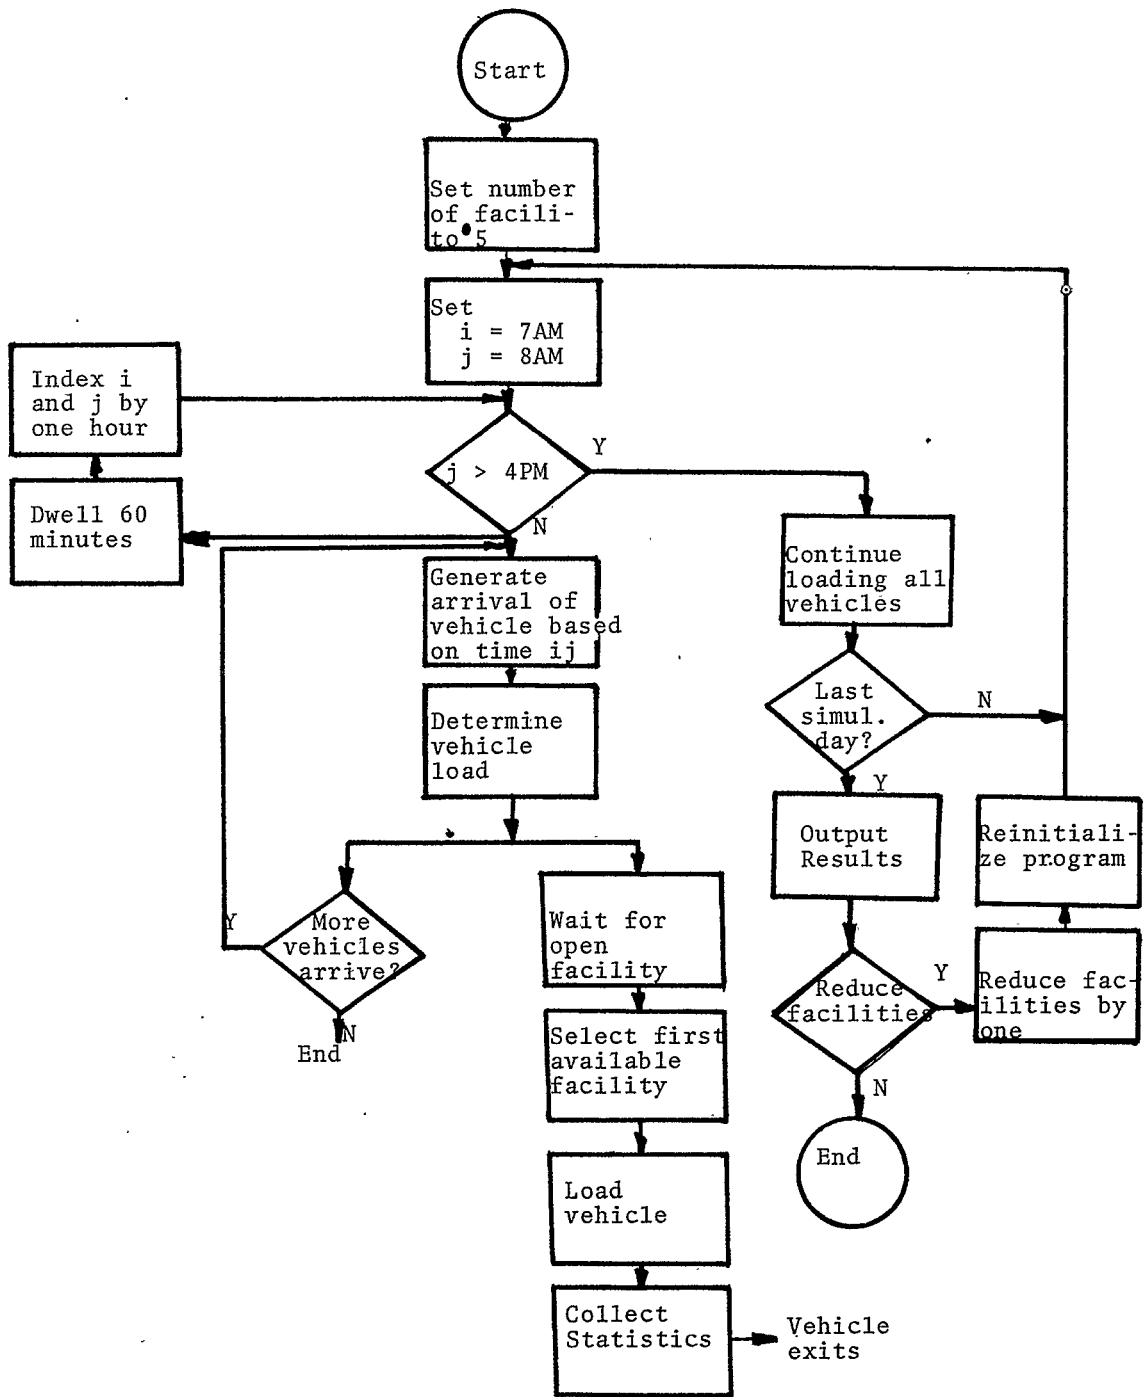 Start
Set number
of facili-
to 5
Set
i = 7AM
j = 8AM
Index i
and j by
one hour
j > 4PM
Y
N
Dwell 60
minutes
Generate
arrival of
vehicle based
on time ij
Continue
loading all
vehicles
Determine
vehicle
load
Last
simul.
day?
N
Y
Output
Results
Reinitiali-
ze program
More
vehicles
arrive?
Y
N
End
Wait for
open
facility
Reduce
facilities
Y
N
Reduce fac-
ilities by
one
Select first
available
facility
End
Load
vehicle
Collect
Statistics
Vehicle
exits